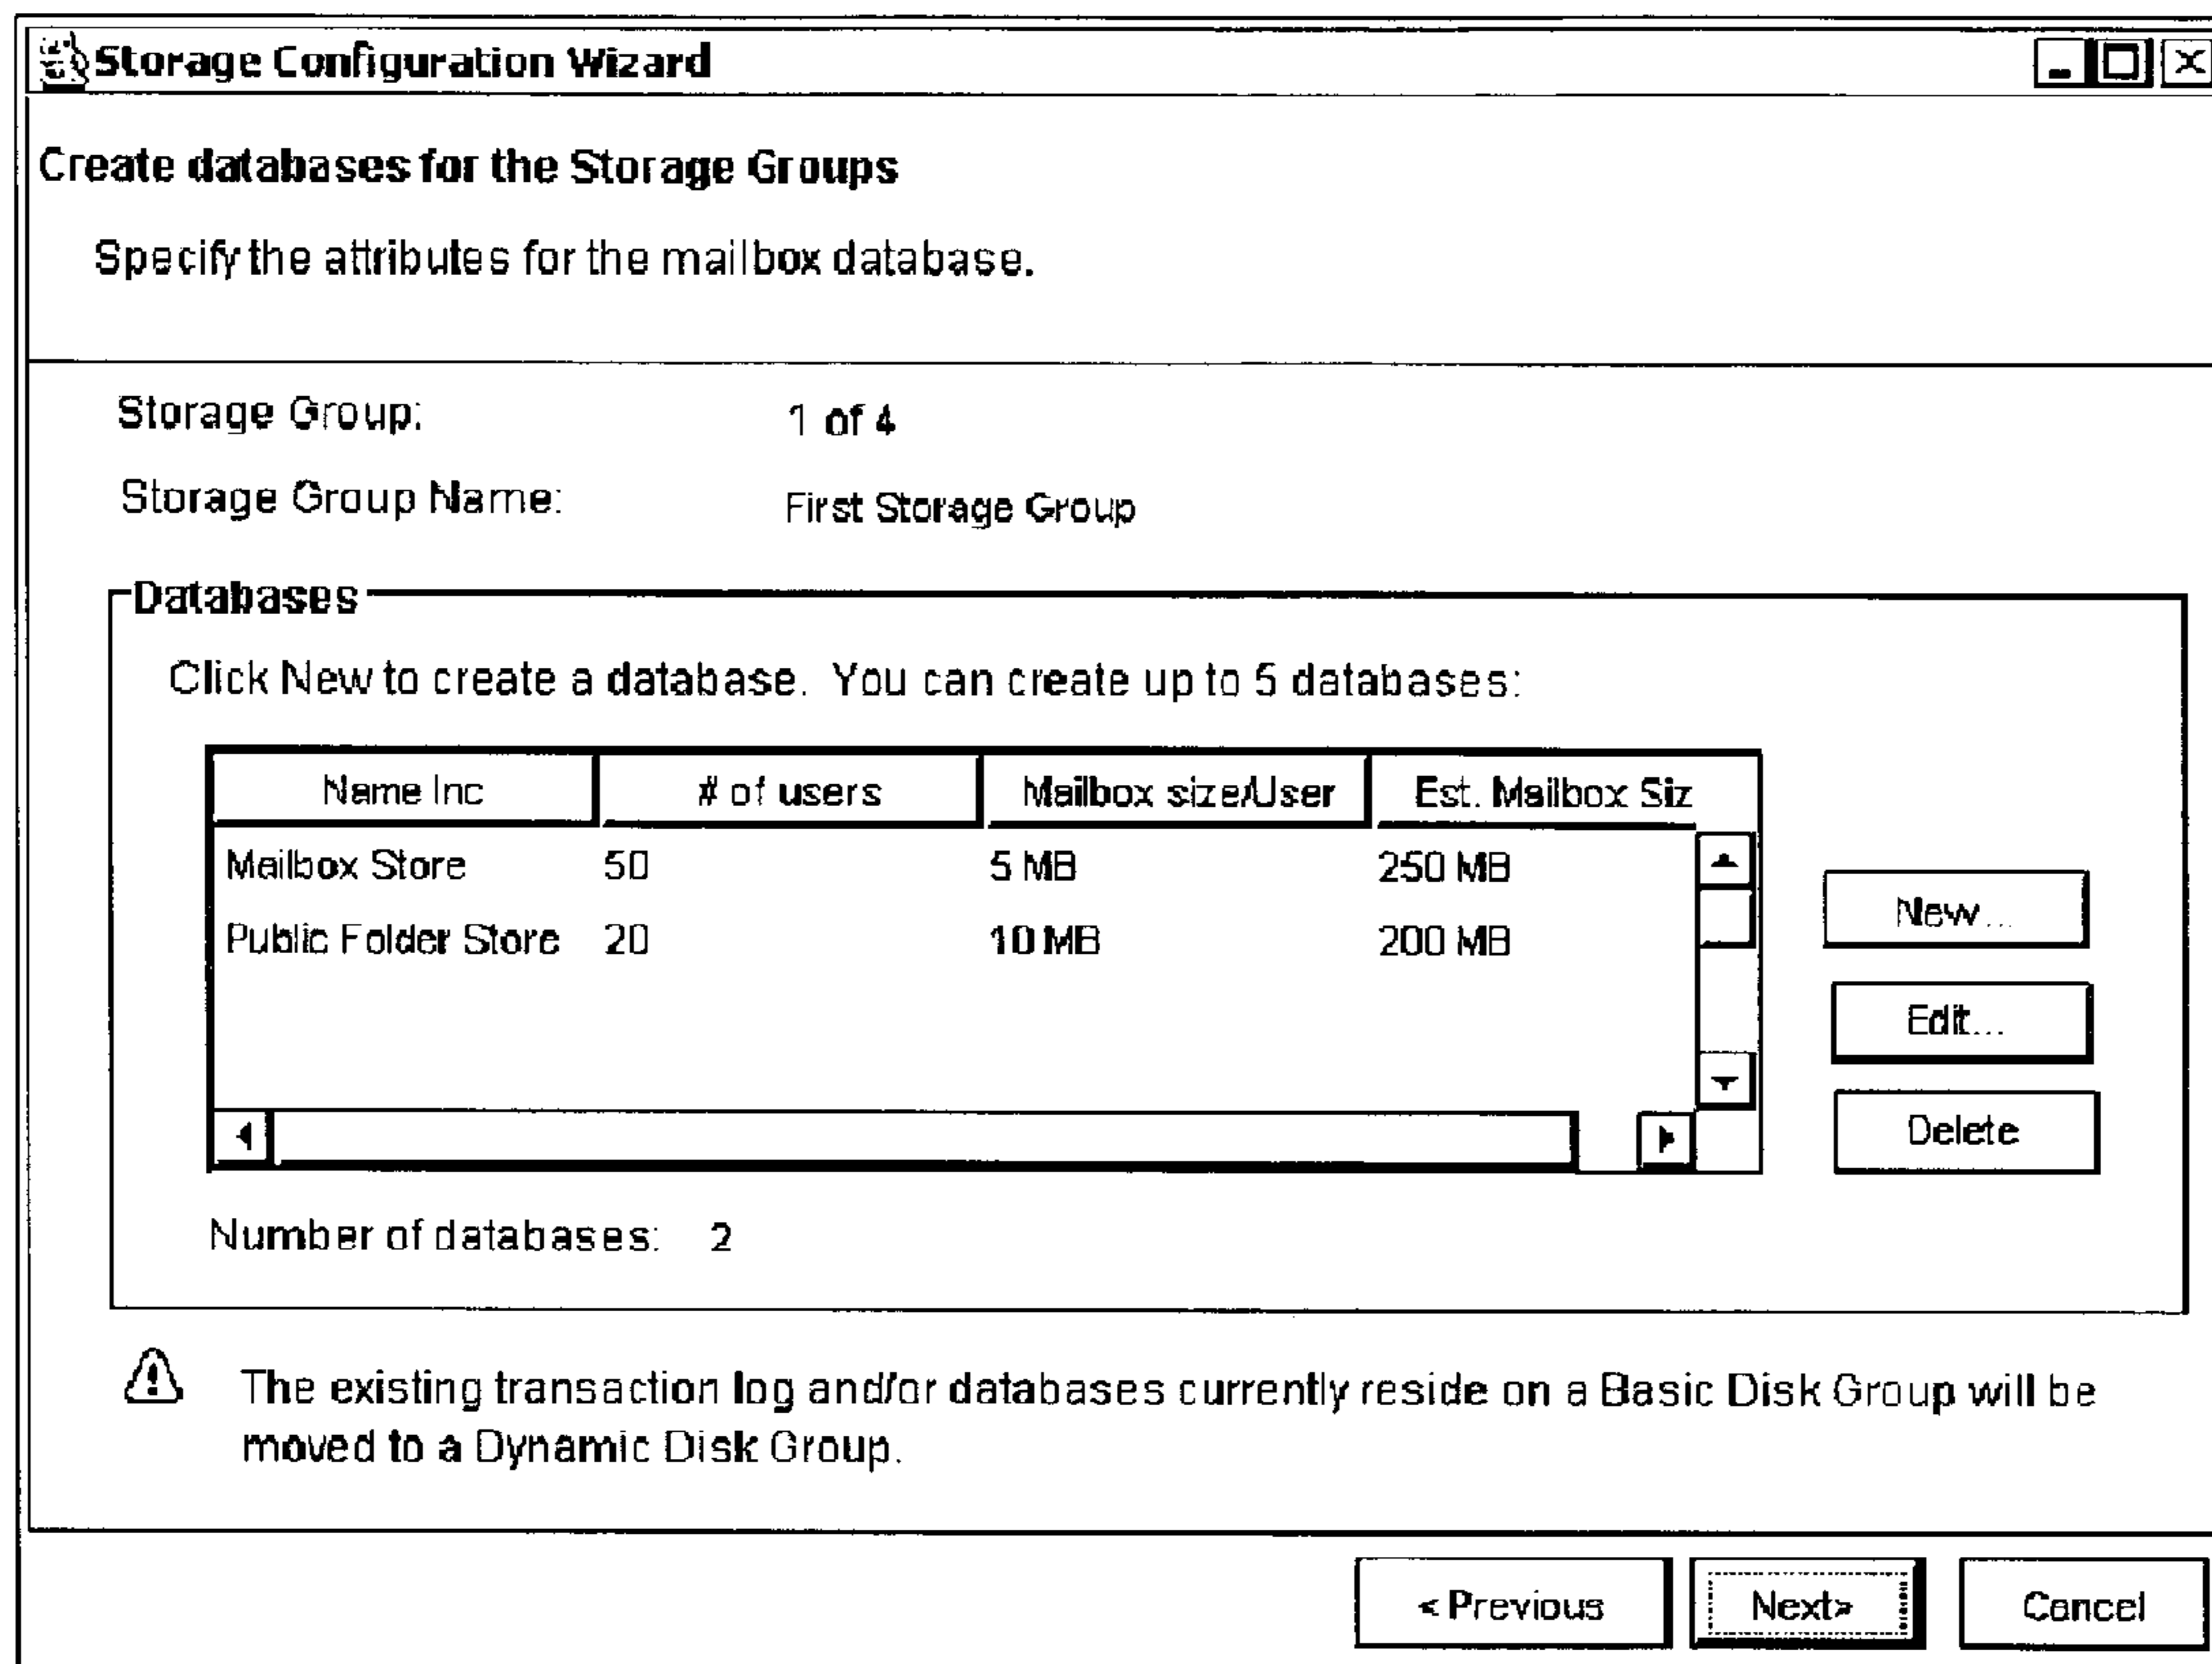 Storage Configuration Wizard
Create databases for the Storage Groups
Specify the attributes for the mailbox database.
Storage Group: 1 of 4
Storage Group Name: First Storage Group
Databases
Click New to create a database. You can create up to 5 databases:
Name Inc # of users Mailbox size/User Est. Mailbox Siz
Mailbox Store 50 5 MB 250 MB
Public Folder Store 20 10 MB 200 MB
New...
Edit...
Delete
Number of databases: 2
The existing transaction log and/or databases currently reside on a Basic Disk Group will be
moved to a Dynamic Disk Group.
< Previous Next> Cancel